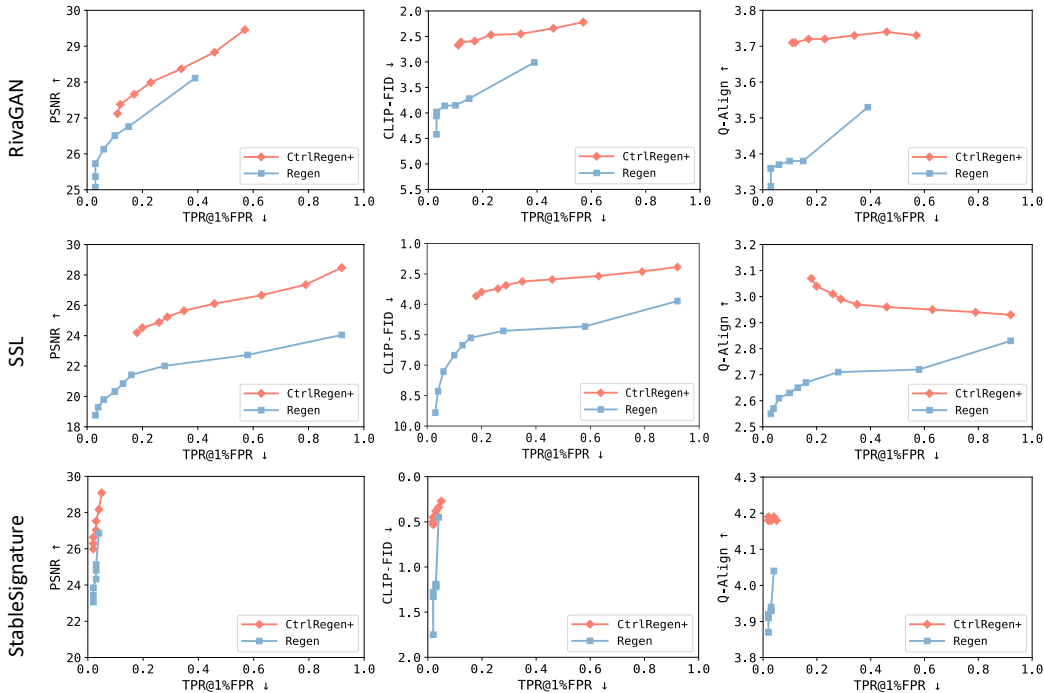 RivaGAN
PSNR ↑
30
29
28
27
26
25
0.0 0.2 0.4 0.6 0.8 1.0
TPR@1%FPR ↓
CtrlRegen+
Regen
CLIP-FID ↓
2.0
2.5
3.0
3.5
4.0
4.5
5.0
5.5
0.0 0.2 0.4 0.6 0.8 1.0
TPR@1%FPR ↓
CtrlRegen+
Regen
Q-Align ↑
3.8
3.7
3.6
3.5
3.4
3.3
0.0 0.2 0.4 0.6 0.8 1.0
TPR@1%FPR ↓
CtrlRegen+
Regen
SSL
PSNR ↑
30
28
26
24
22
20
18
0.0 0.2 0.4 0.6 0.8 1.0
TPR@1%FPR ↓
CtrlRegen+
Regen
CLIP-FID ↓
1.0
2.5
4.0
5.5
7.0
8.5
10.0
0.0 0.2 0.4 0.6 0.8 1.0
TPR@1%FPR ↓
CtrlRegen+
Regen
Q-Align ↑
3.2
3.1
3.0
2.9
2.8
2.7
2.6
2.5
0.0 0.2 0.4 0.6 0.8 1.0
TPR@1%FPR ↓
CtrlRegen+
Regen
StableSignature
PSNR ↑
30
28
26
24
22
20
0.0 0.2 0.4 0.6 0.8 1.0
TPR@1%FPR ↓
CtrlRegen+
Regen
CLIP-FID ↓
0.0
0.5
1.0
1.5
2.0
0.0 0.2 0.4 0.6 0.8 1.0
TPR@1%FPR ↓
CtrlRegen+
Regen
Q-Align ↑
4.3
4.2
4.1
4.0
3.9
3.8
0.0 0.2 0.4 0.6 0.8 1.0
TPR@1%FPR ↓
CtrlRegen+
Regen